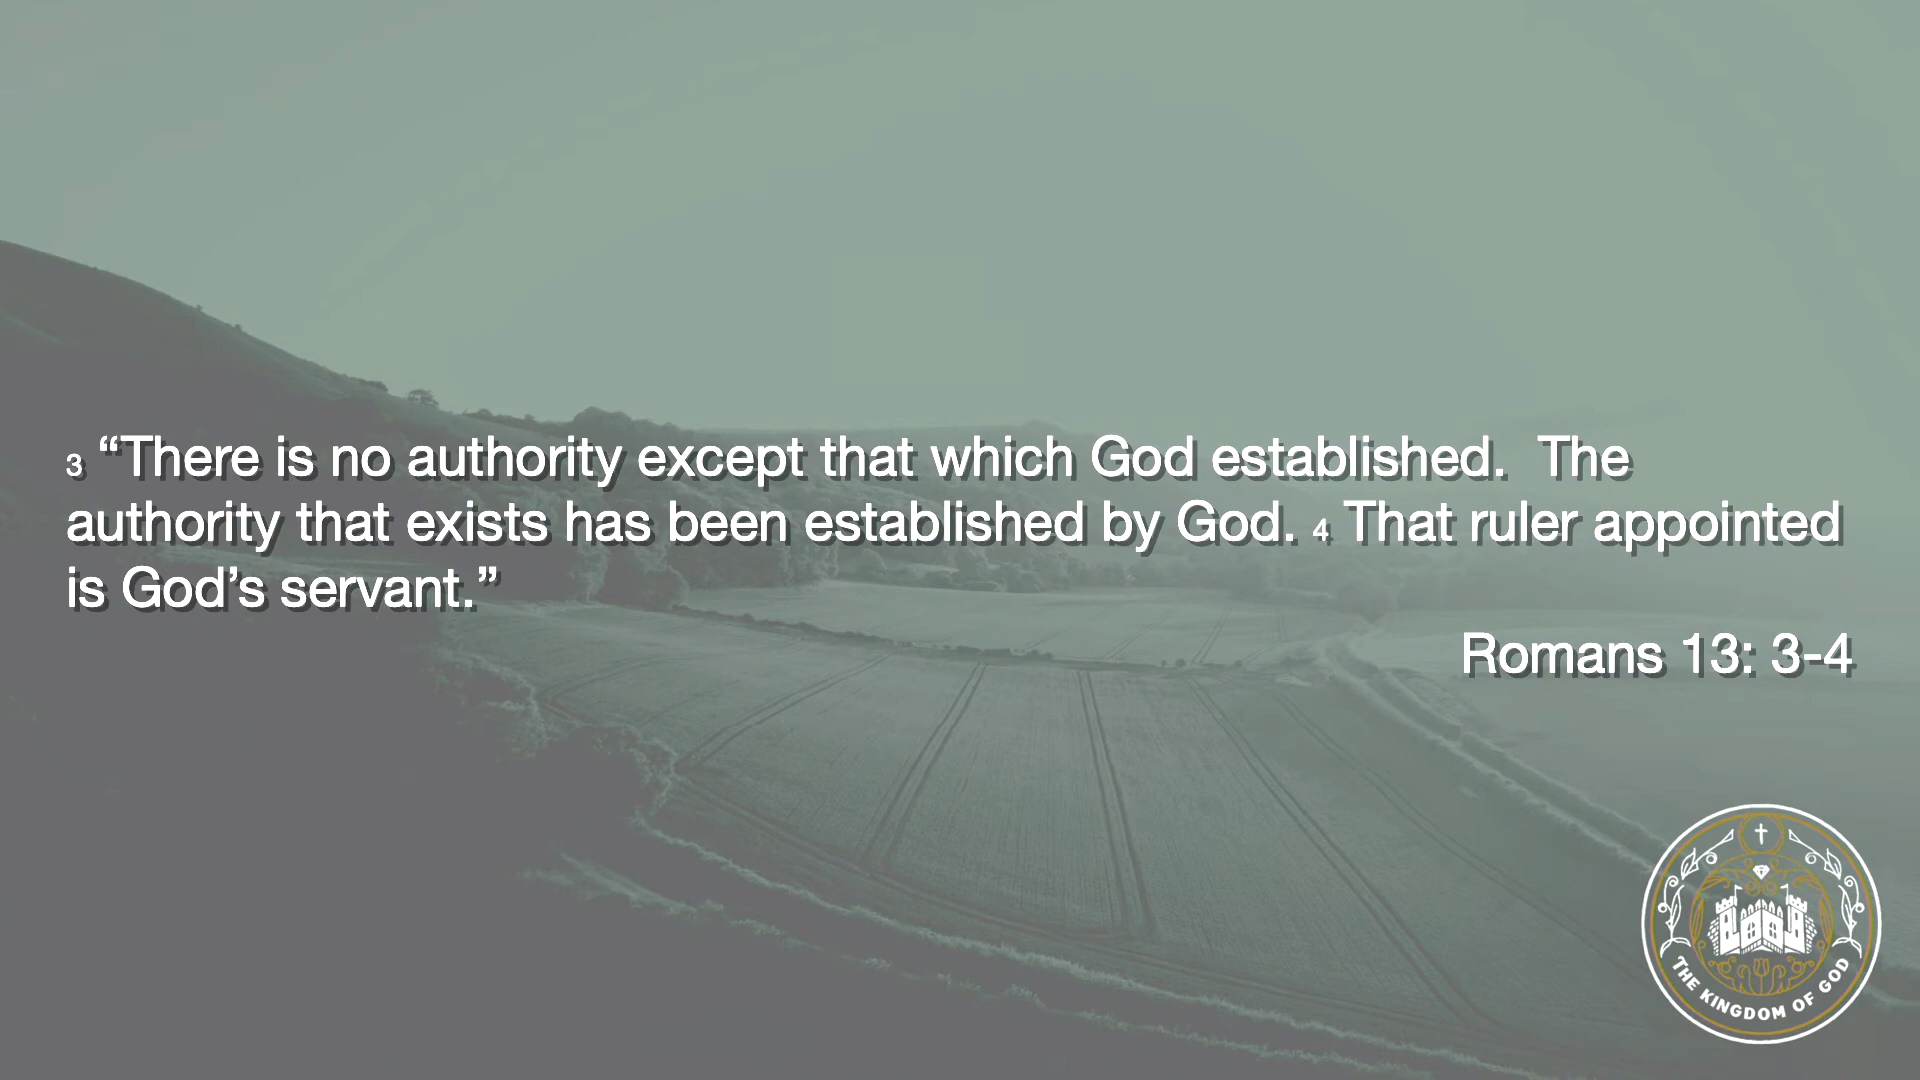 3 “There is no authority except that which God established.  The
authority that exists has been established by God. 4 That ruler appointed
is God’s servant.”
Romans 13: 3-4
THE KINGDOM OF GOD